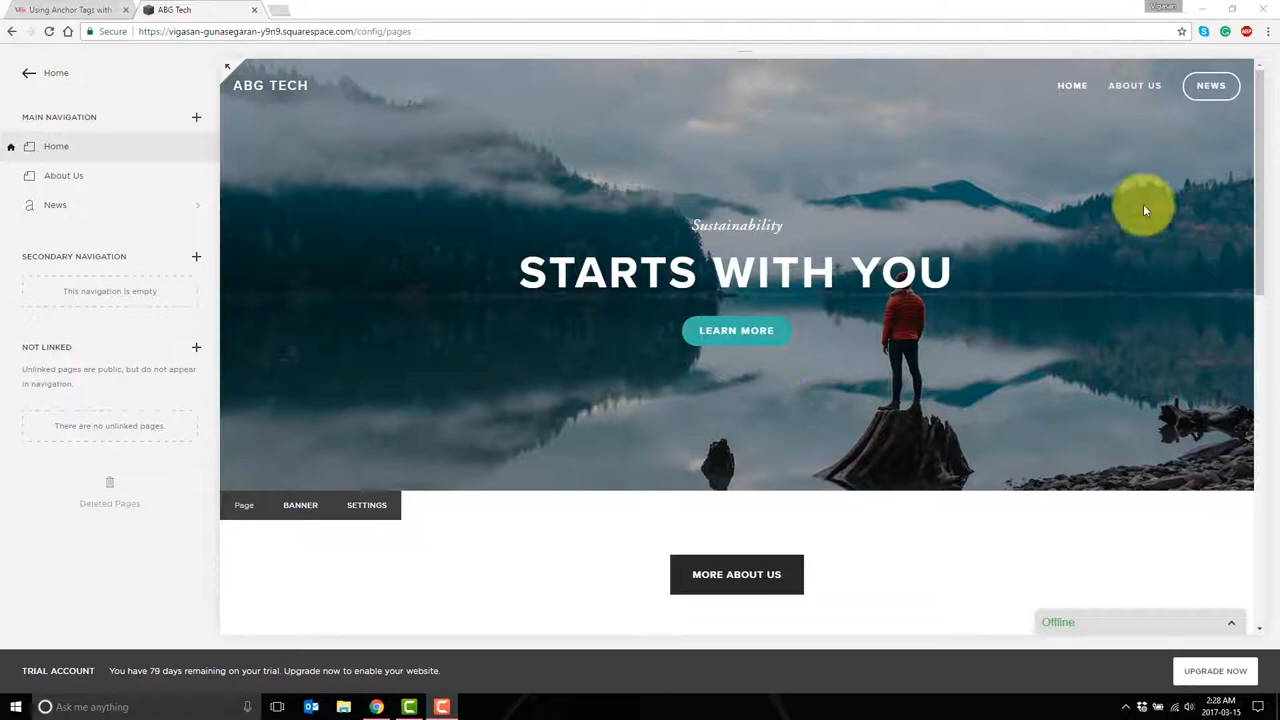 Using Anchor Tags with
ABG Tech
Vigasan
Secure
https://vigasan-gunasegaran-y9n9.squarespace.com/config/pages
Home
MAIN NAVIGATION
Home
About Us
News
SECONDARY NAVIGATION
This navigation is empty
NOT LINKED
Unlinked pages are public, but do not appear
in navigation.
There are no unlinked pages.
Deleted Pages
ABG TECH
HOME
ABOUT US
NEWS
Sustainability
STARTS WITH YOU
LEARN MORE
Page
BANNER
SETTINGS
MORE ABOUT US
Offline
TRIAL ACCOUNT
You have 79 days remaining on your trial. Upgrade now to enable your website.
UPGRADE NOW
Ask me anything
2:28 AM
2017-03-15